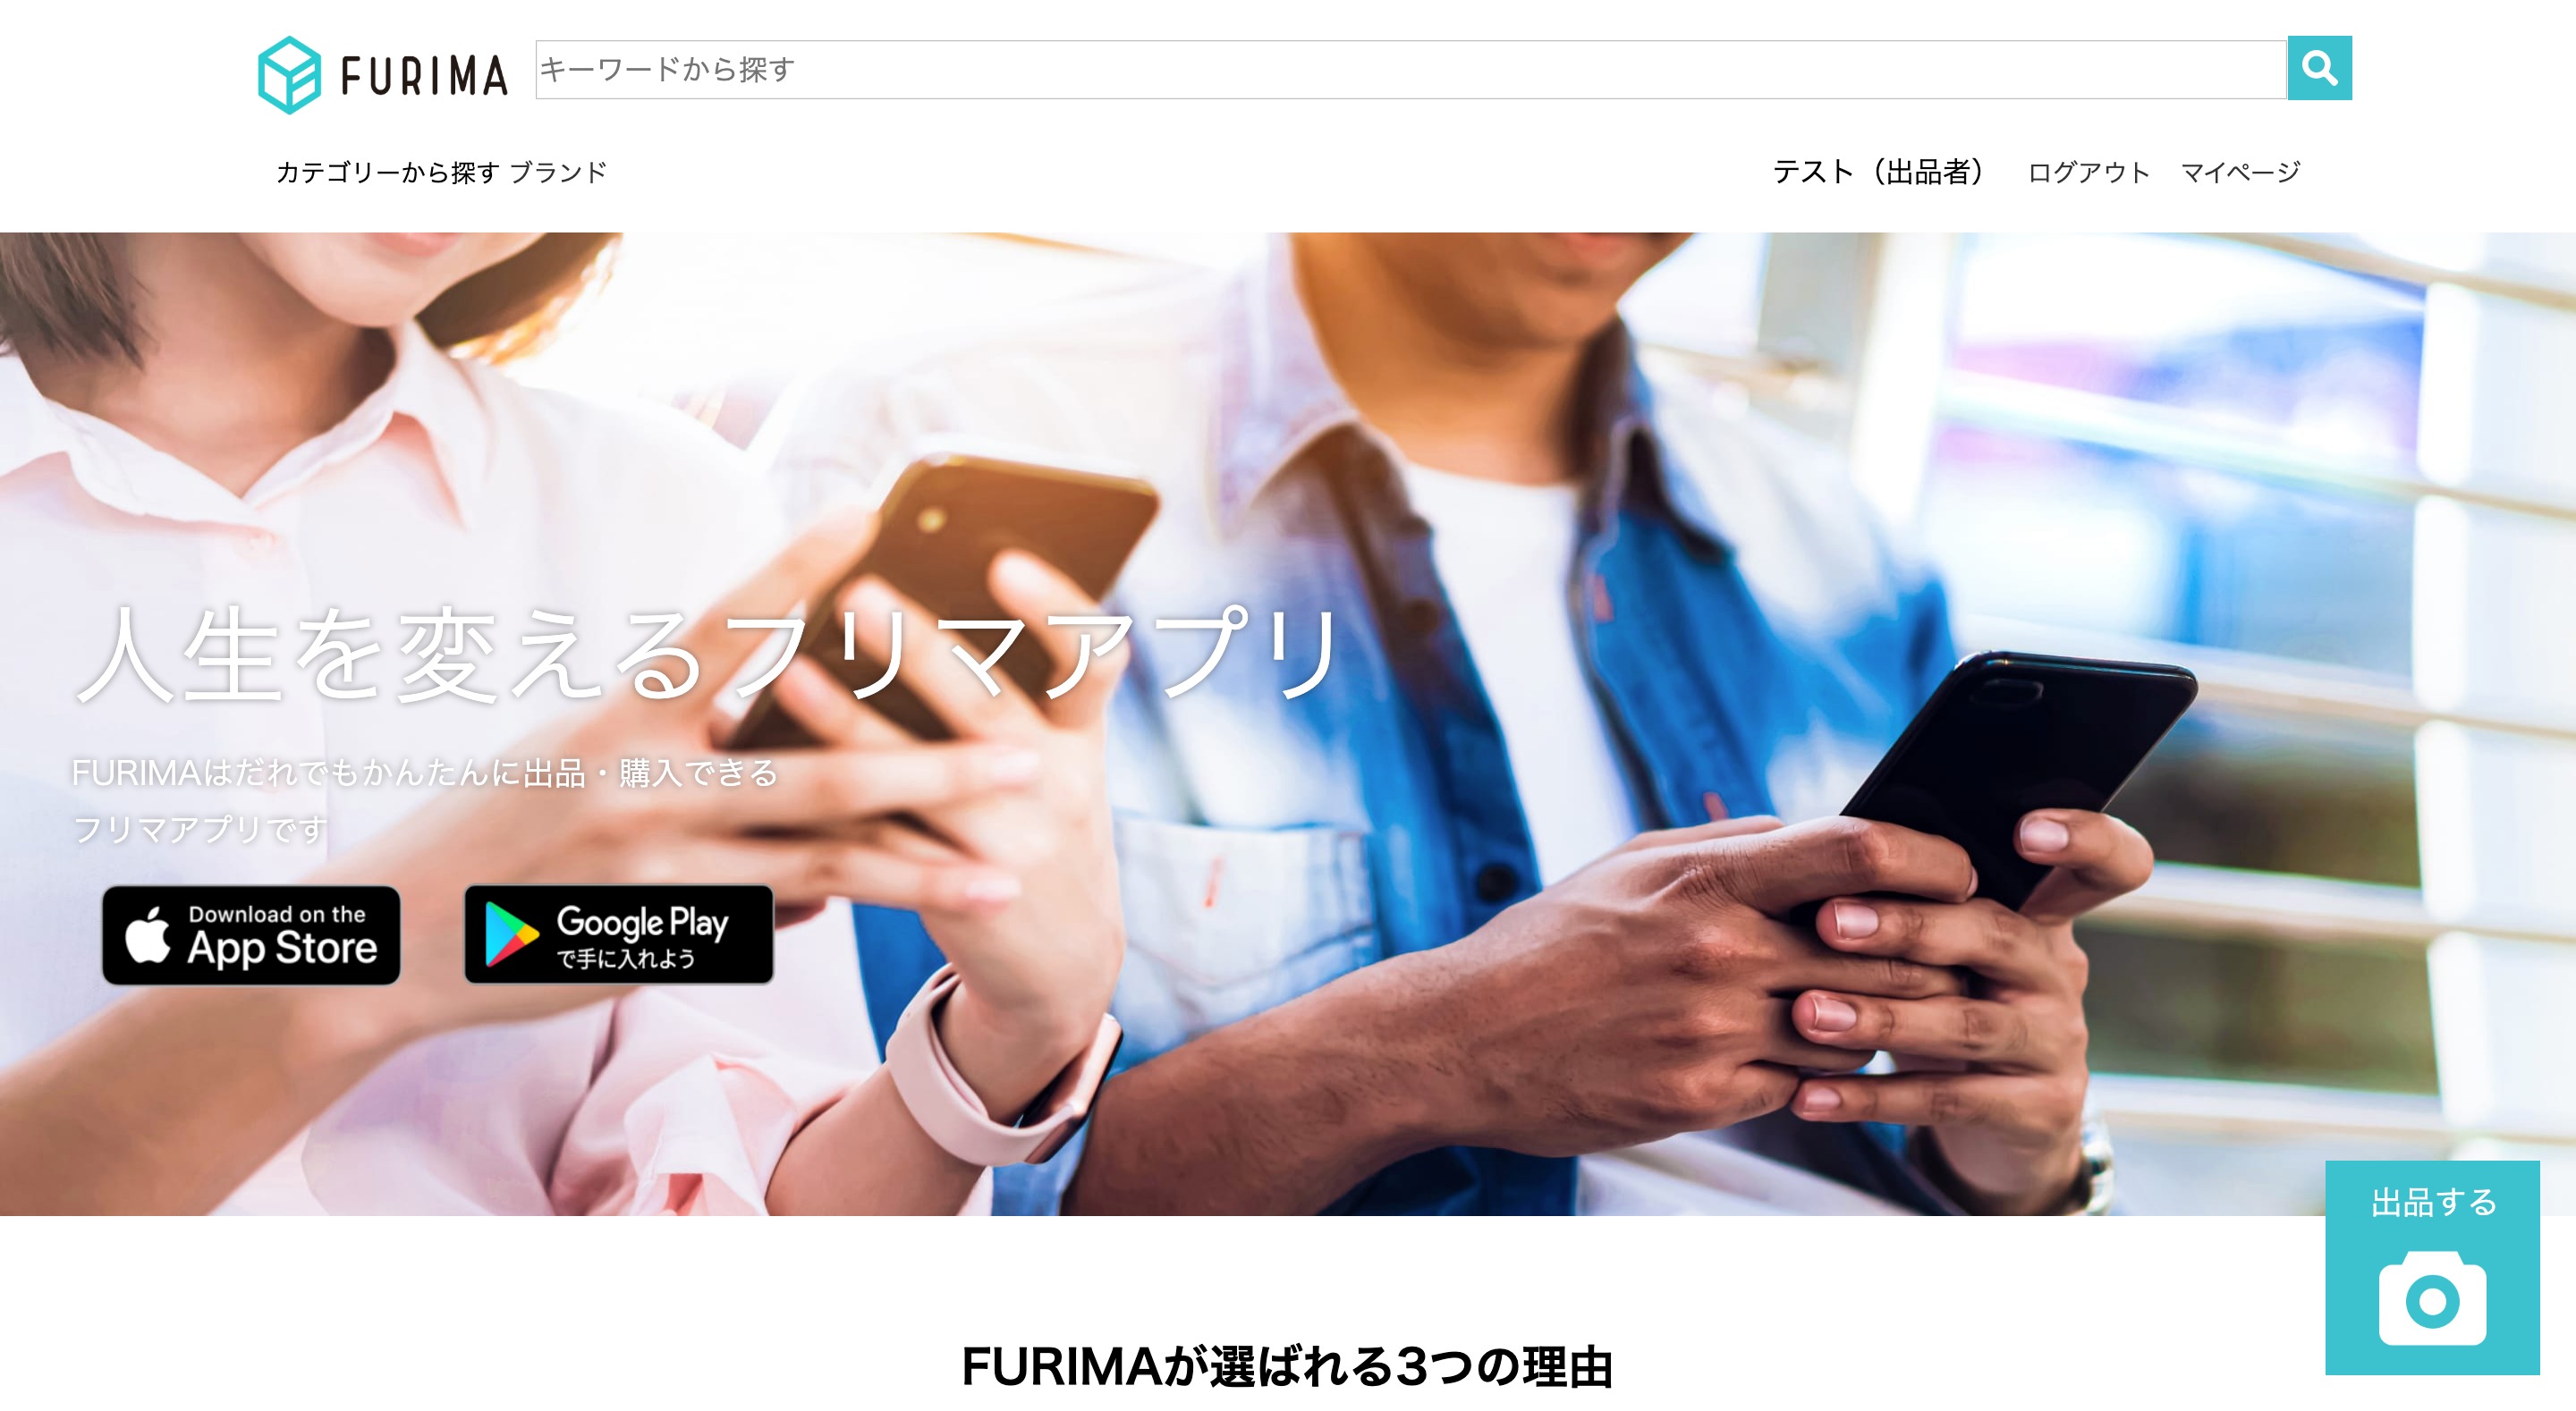 FURIMA
キーワードから探す
カテゴリーから探す ブランド
テスト（出品者） ログアウト マイページ
人生を変えるフリマアプリ
FURIMAはだれでもかんたんに出品・購入できる
フリマアプリです
Download on the
App Store
Google Play
で手に入れよう
出品する
FURIMAが選ばれる3つの理由